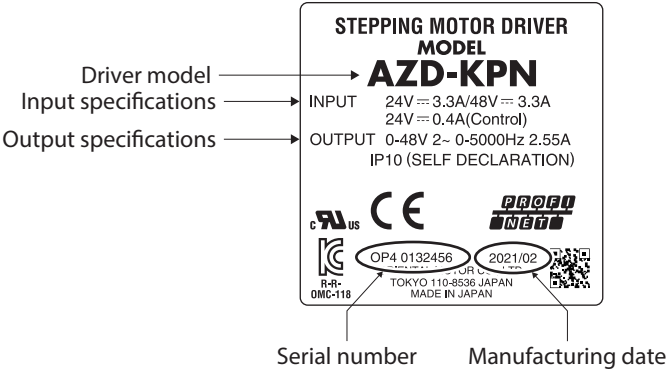 STEPPING MOTOR DRIVER
MODEL
Driver model
AZD-KPN
Input specifications
INPUT 24V ⎓ 3.3A/48V ⎓ 3.3A
24V ⎓ 0.4A(Control)
Output specifications
OUTPUT 0-48V 2~ 0-5000Hz 2.55A
IP10 (SELF DECLARATION)
c RU US CE PROFI
NET
OP4 0132456 2021/02
R-R-
OMC-118
TOKYO 110-8536 JAPAN
MADE IN JAPAN
Serial number Manufacturing date